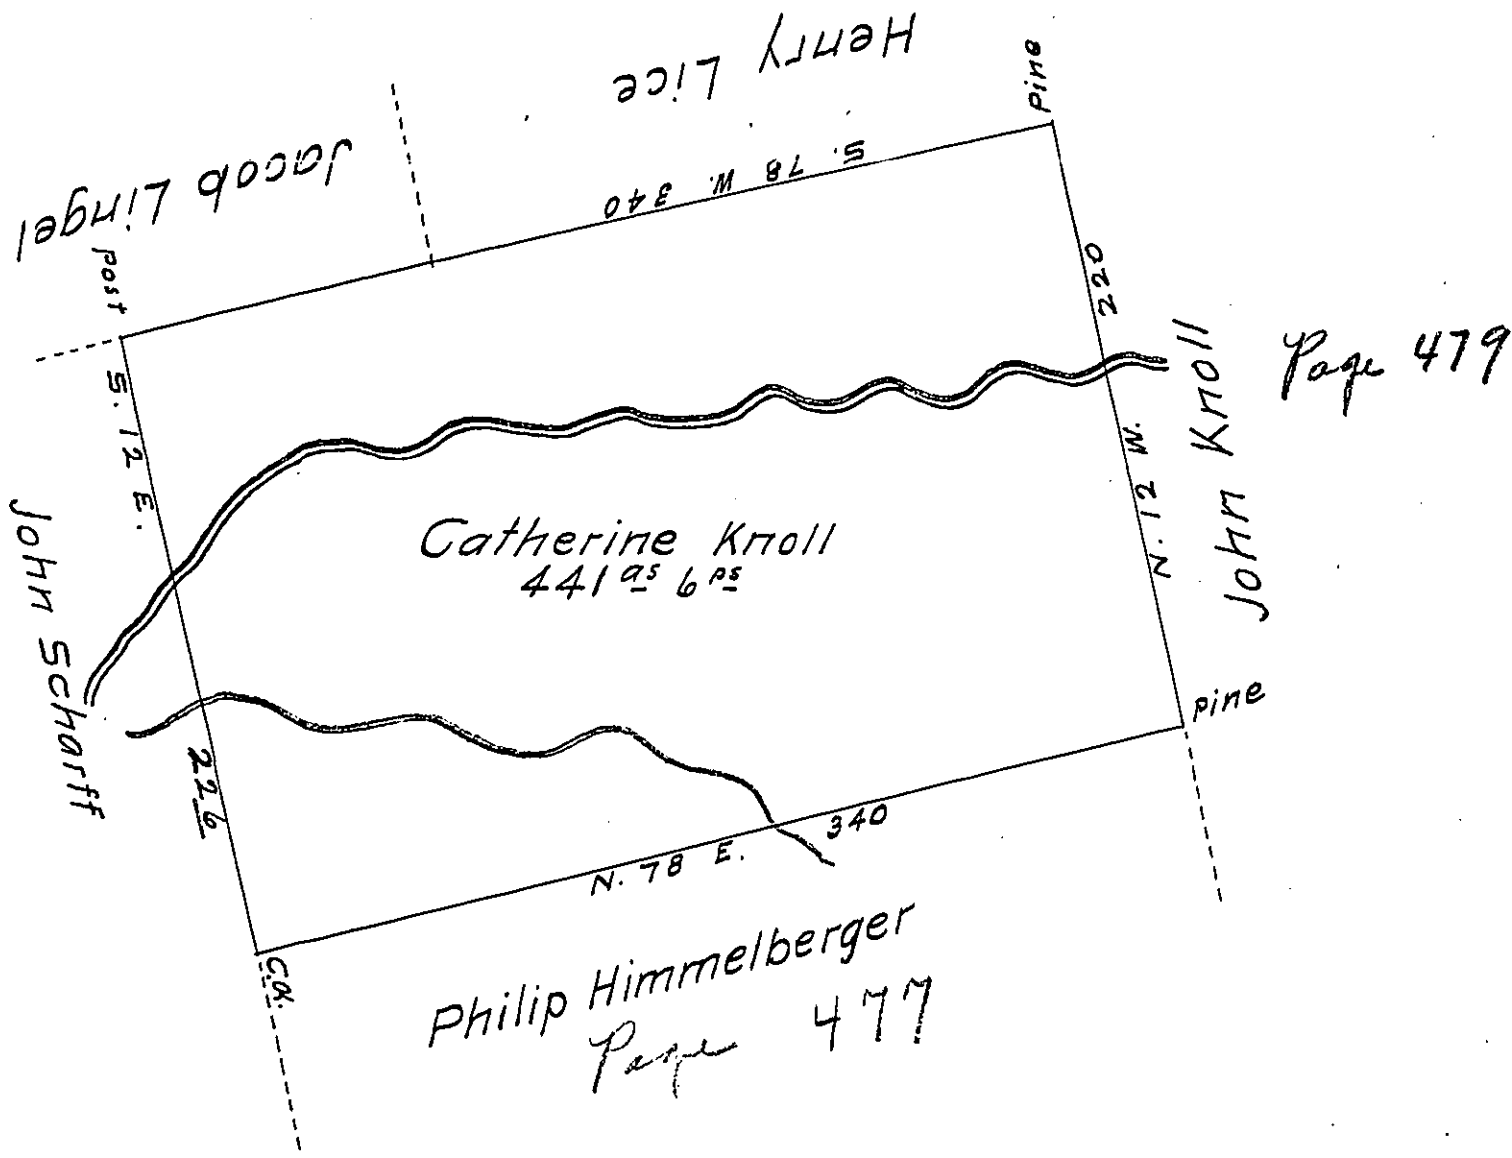 Henry Lice
Jacob Lingel
Pine
post
S. 78 W. 340
220
N. 12 W.
John Knoll
Page 479
S. 12 E.
226
John Scharff
Catherine Knoll
441 as 6 ps
pine
N. 78 E. 340
C.O.
Philip Himmelberger
Page 477